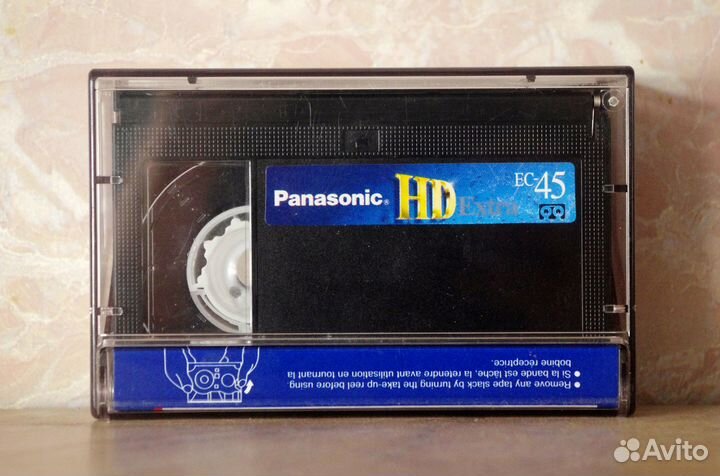 Panasonic® HD Extra EC-45
● Remove any tape slack by turning the take-up reel before using.
● Si la bande est lâche, la retendre avant utilisation en tournant la
bobine réceptrice.
Avito